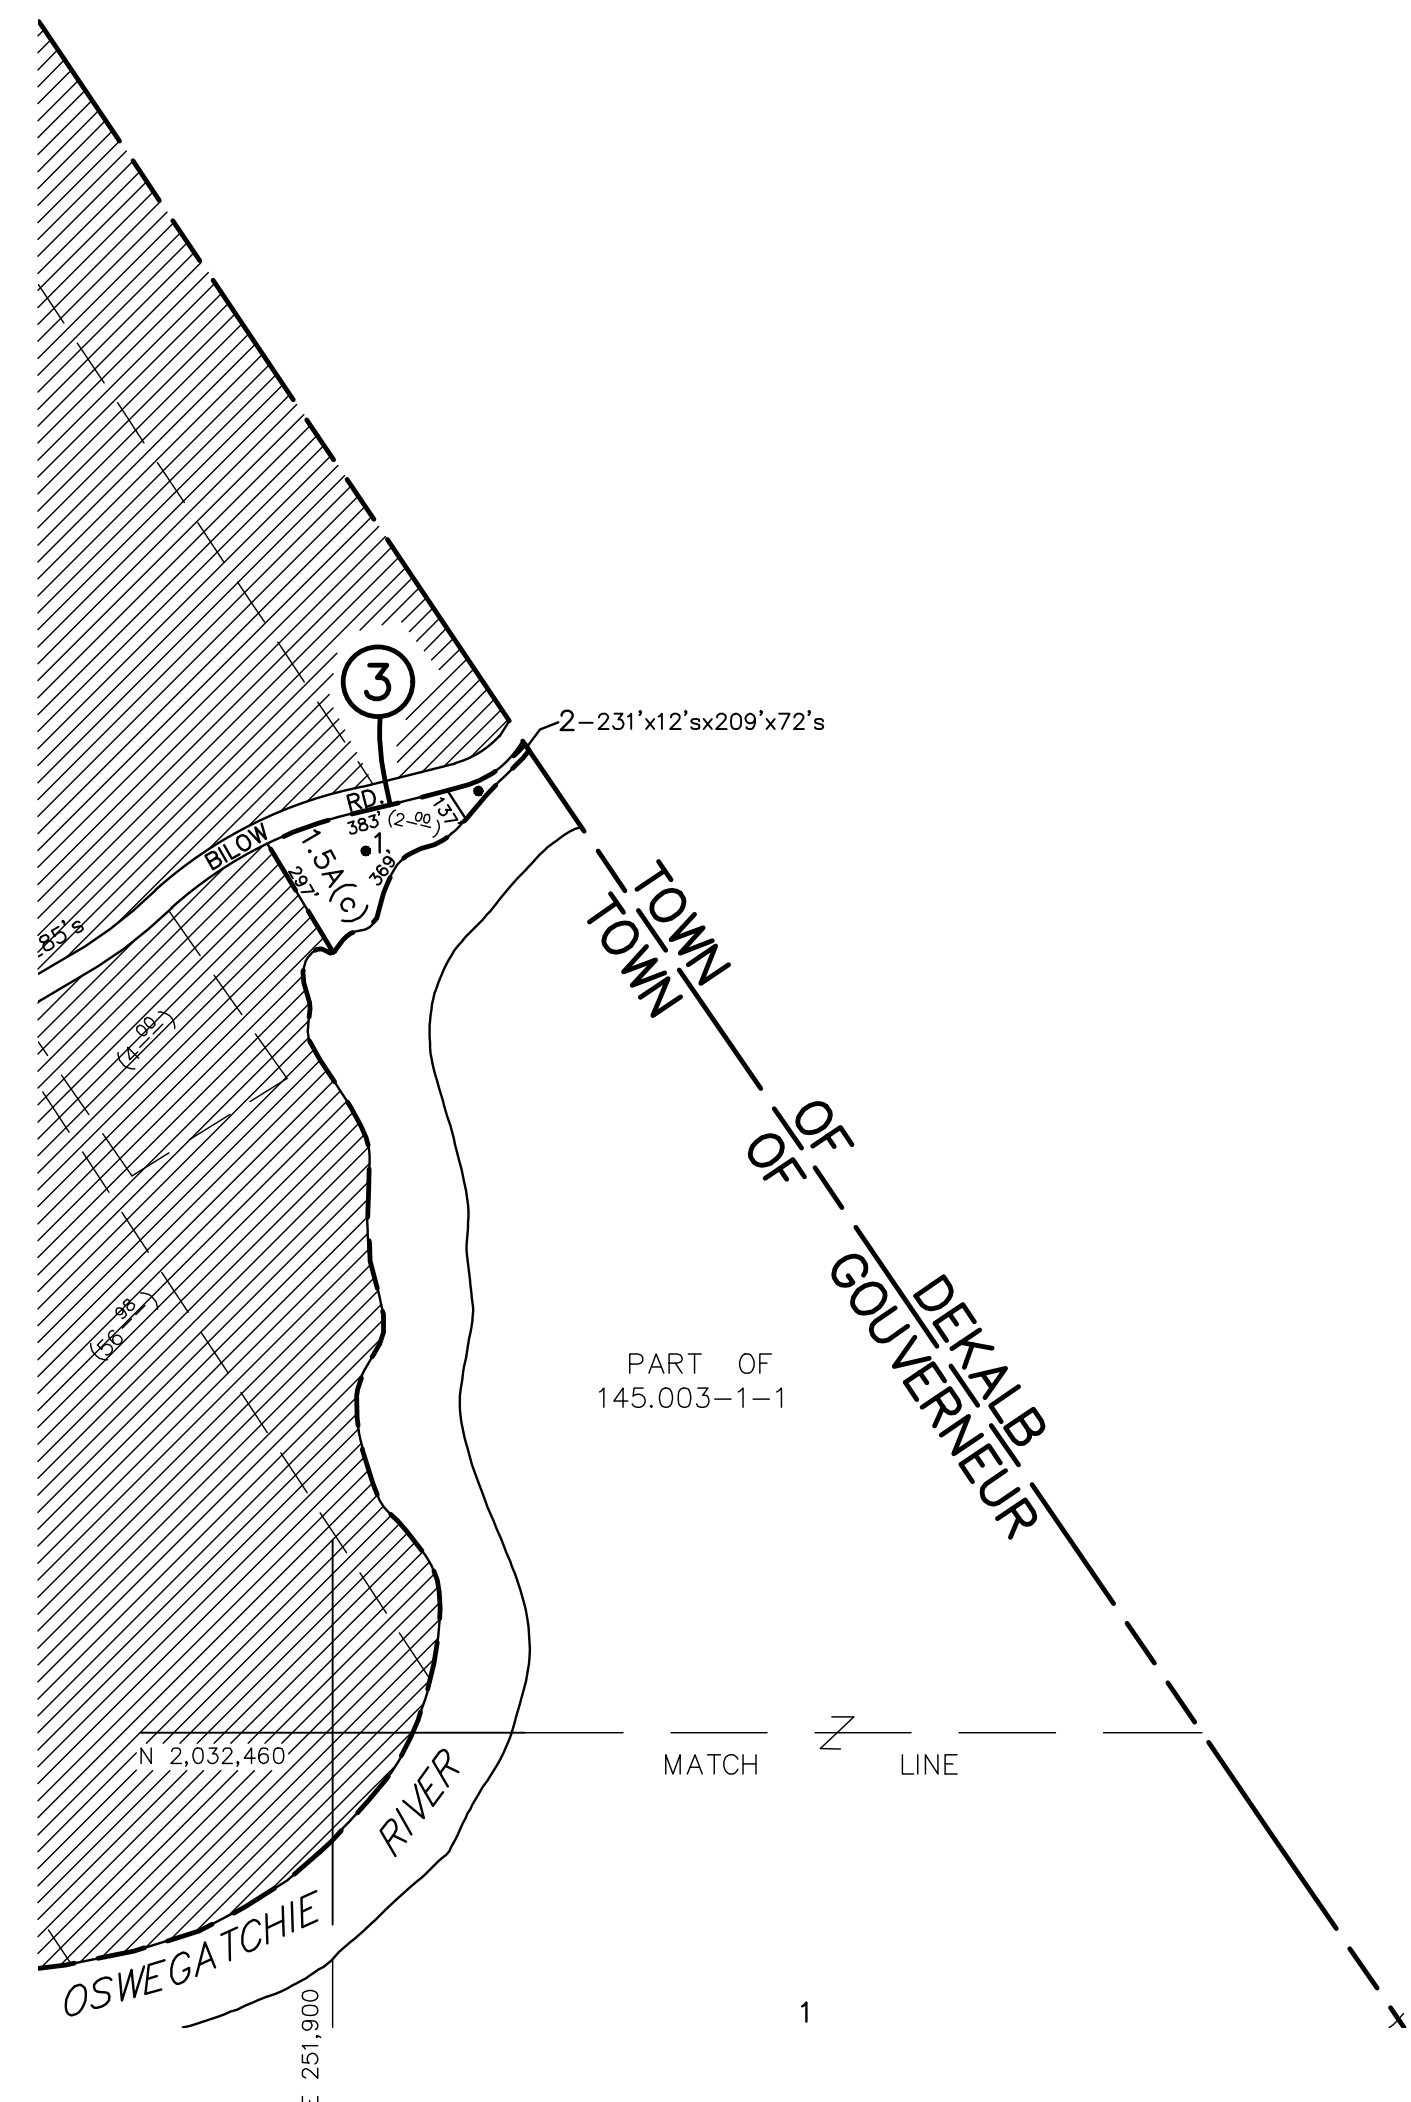 3
2-231'x12'sx209'x72's
BILOW RD.
383'
(2-00)
137'
1
1.5A(c)
369'
297'
85's
TOWN OF DEKALB
TOWN OF GOUVERNEUR
(4-00)
(56-98)
PART OF
145.003-1-1
N 2,032,460
MATCH LINE
OSWEGATCHIE RIVER
E 251,900
1